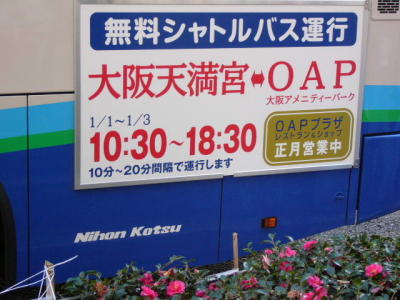 無料シャトルバス運行
大阪天満宮⇔OAP
大阪アメニティーパーク
1/1～1/3
10:30～18:30
10分～20分間隔で運行します
OAPプラザ
レストラン&ショップ
正月営業中
Nihon Kotsu